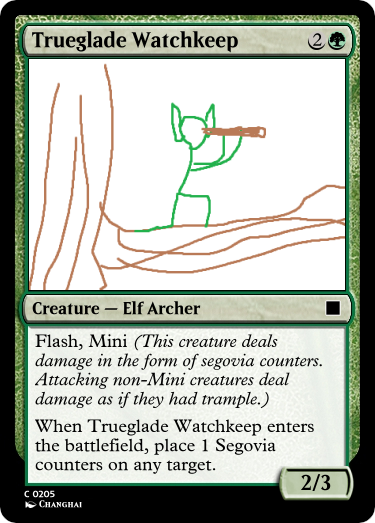 Trueglade Watchkeep 2
Creature — Elf Archer
Flash, Mini (This creature deals
damage in the form of segovia counters.
Attacking non-Mini creatures deal
damage as if they had trample.)
When Trueglade Watchkeep enters
the battlefield, place 1 Segovia
counters on any target.
2/3
C 0205
Changhai